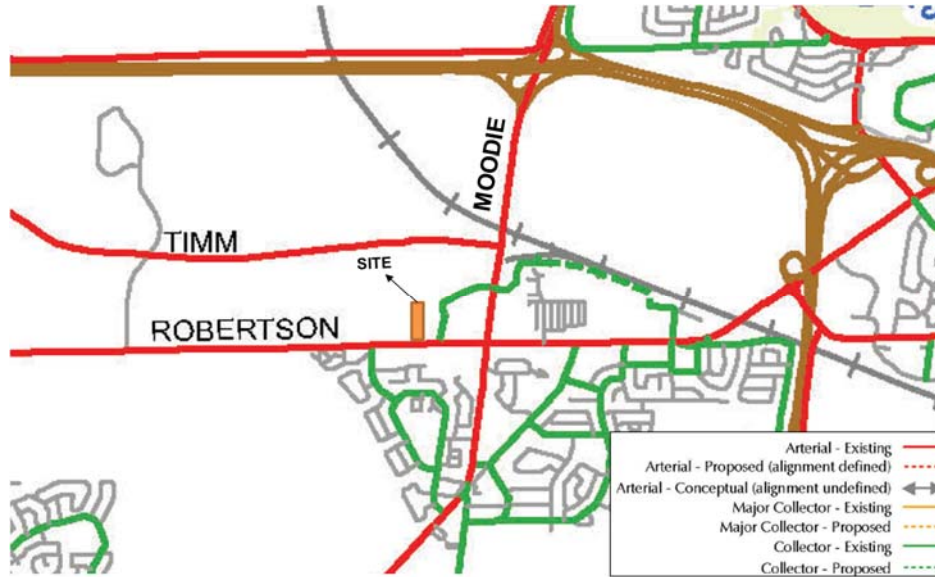 MOODIE
TIMM
SITE
ROBERTSON
Arterial - Existing
Arterial - Proposed (alignment defined)
Arterial - Conceptual (alignment undefined)
Major Collector - Existing
Major Collector - Proposed
Collector - Existing
Collector - Proposed